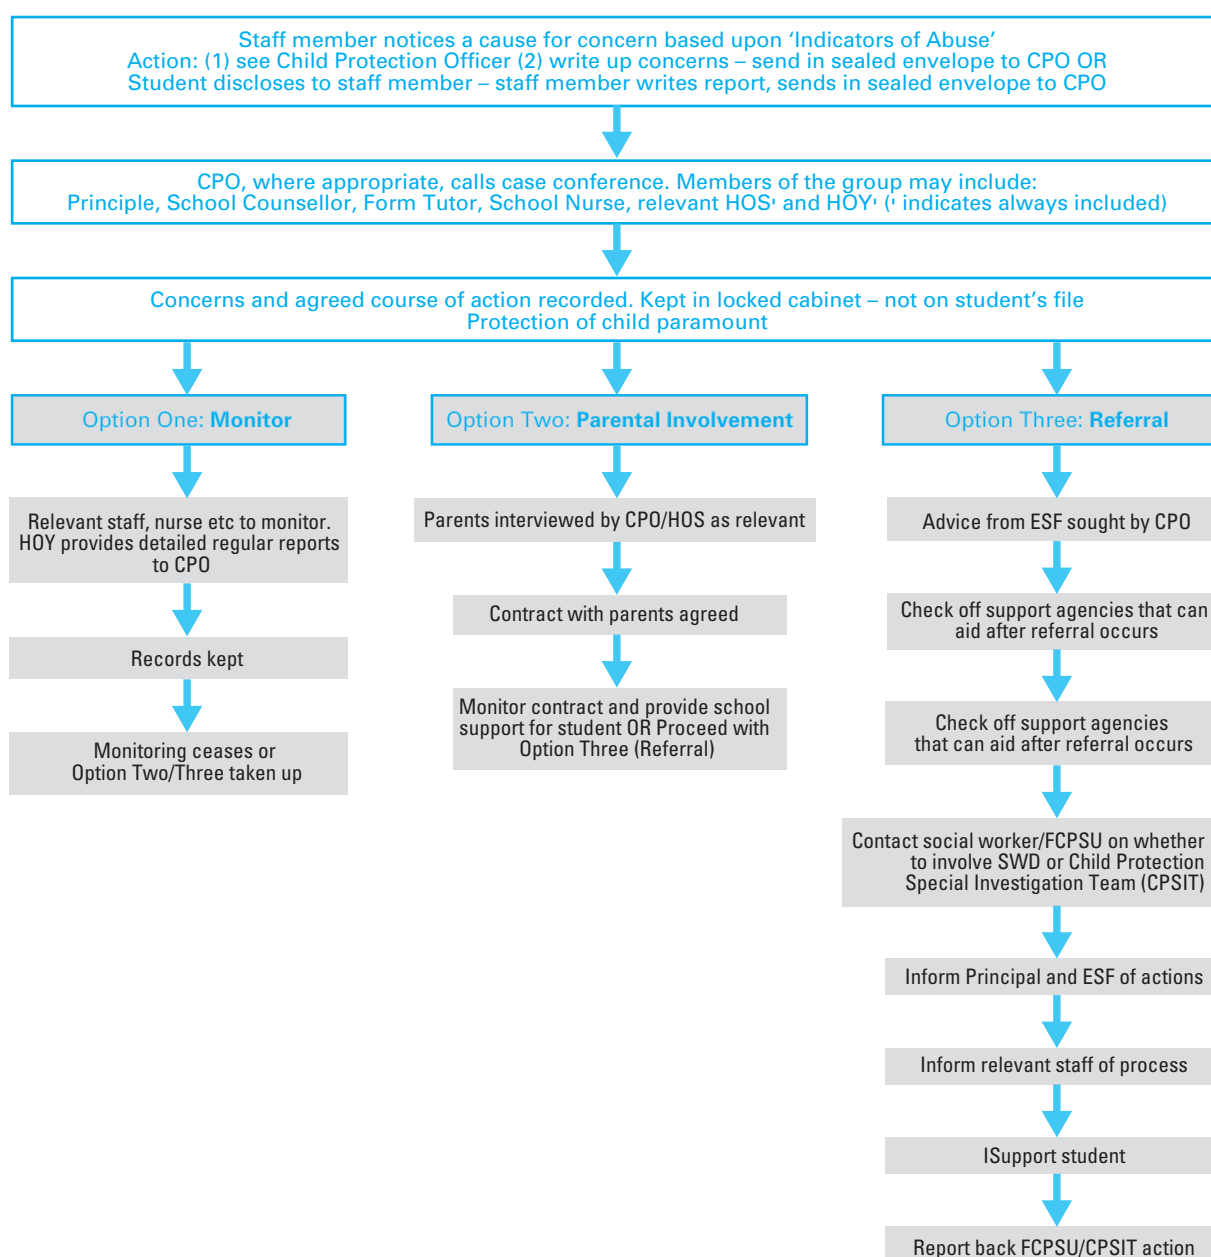 Staff member notices a cause for concern based upon ‘Indicators of Abuse’
Action: (1) see Child Protection Officer (2) write up concerns – send in sealed envelope to CPO OR
Student discloses to staff member – staff member writes report, sends in sealed envelope to CPO
CPO, where appropriate, calls case conference. Members of the group may include:
Principle, School Counsellor, Form Tutor, School Nurse, relevant HOS' and HOY' (' indicates always included)
Concerns and agreed course of action recorded. Kept in locked cabinet – not on student’s file
Protection of child paramount
Option One: Monitor
Relevant staff, nurse etc to monitor.
HOY provides detailed regular reports
to CPO
Records kept
Monitoring ceases or
Option Two/Three taken up
Option Two: Parental Involvement
Parents interviewed by CPO/HOS as relevant
Contract with parents agreed
Monitor contract and provide school
support for student OR Proceed with
Option Three (Referral)
Option Three: Referral
Advice from ESF sought by CPO
Check off support agencies that can
aid after referral occurs
Check off support agencies
that can aid after referral occurs
Contact social worker/FCPSU on whether
to involve SWD or Child Protection
Special Investigation Team (CPSIT)
Inform Principal and ESF of actions
Inform relevant staff of process
ISupport student
Report back FCPSU/CPSIT action